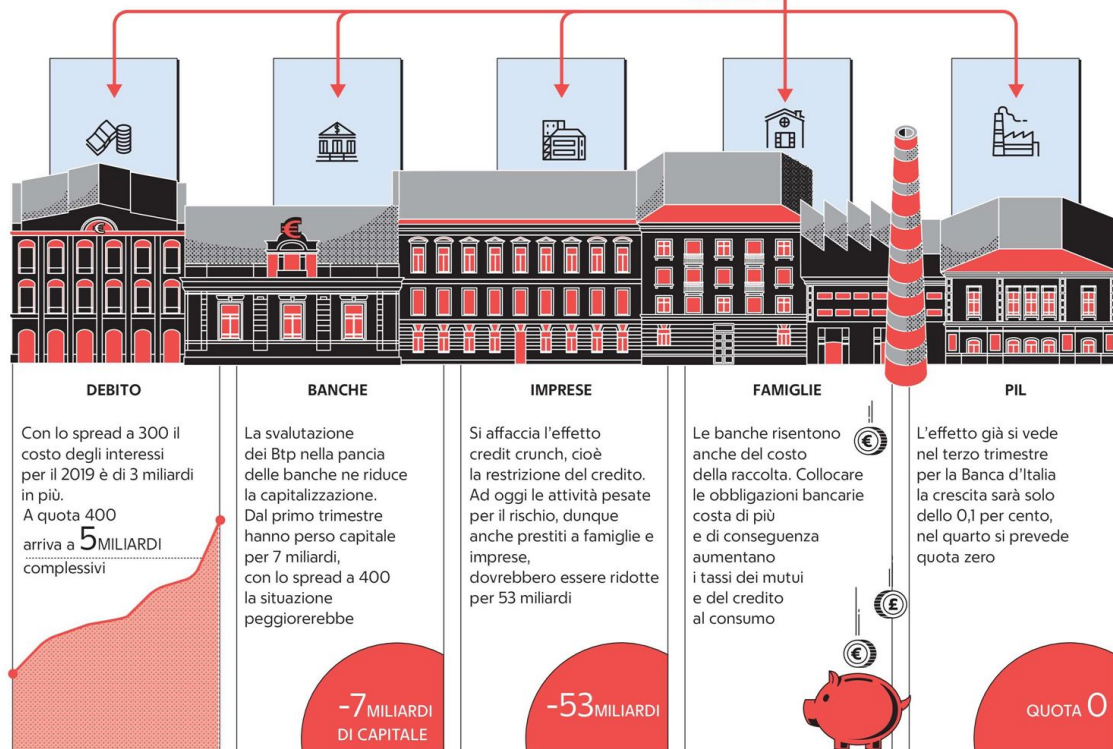 DEBITO
Con lo spread a 300 il
costo degli interessi
per il 2019 è di 3 miliardi
in più.
A quota 400
arriva a 5MILIARDI
complessivi
BANCHE
La svalutazione
dei Btp nella pancia
delle banche ne riduce
la capitalizzazione.
Dal primo trimestre
hanno perso capitale
per 7 miliardi,
con lo spread a 400
la situazione
peggiorerebbe
-7MILIARDI
DI CAPITALE
IMPRESE
Si affaccia l'effetto
credit crunch, cioè
la restrizione del credito.
Ad oggi le attività pesate
per il rischio, dunque
anche prestiti a famiglie e
imprese,
dovrebbero essere ridotte
per 53 miliardi
-53MILIARDI
FAMIGLIE
Le banche risentono
anche del costo
della raccolta. Collocare
le obbligazioni bancarie
costa di più
e di conseguenza
aumentano
i tassi dei mutui
e del credito
al consumo
PIL
L'effetto già si vede
nel terzo trimestre
per la Banca d'Italia
la crescita sarà solo
dello 0,1 per cento,
nel quarto si prevede
quota zero
QUOTA 0
$
€
€
€
£
€